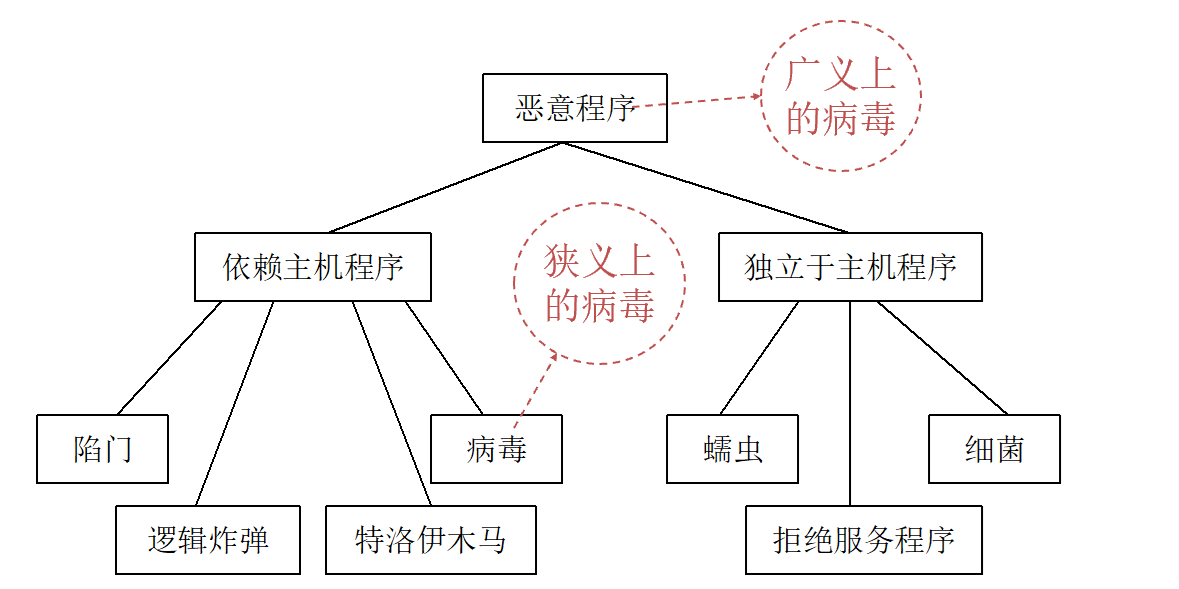 恶意程序
广义上
的病毒
依赖主机程序
狭义上
的病毒
独立于主机程序
陷门
病毒
蠕虫
细菌
逻辑炸弹
特洛伊木马
拒绝服务程序